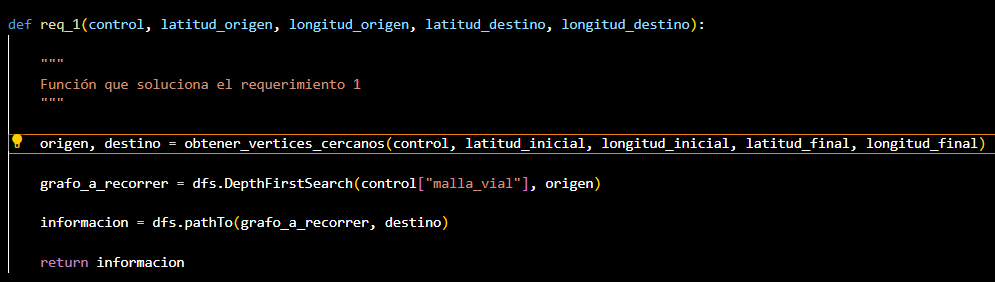 def req_1(control, latitud_origen, longitud_origen, latitud_destino, longitud_destino):
"""
Función que soluciona el requerimiento 1
"""
origen, destino = obtener_vertices_cercanos(control, latitud_inicial, longitud_inicial, latitud_final, longitud_final)
grafo_a_recorrer = dfs.DepthFirstSearch(control["malla_vial"], origen)
informacion = dfs.pathTo(grafo_a_recorrer, destino)
return informacion